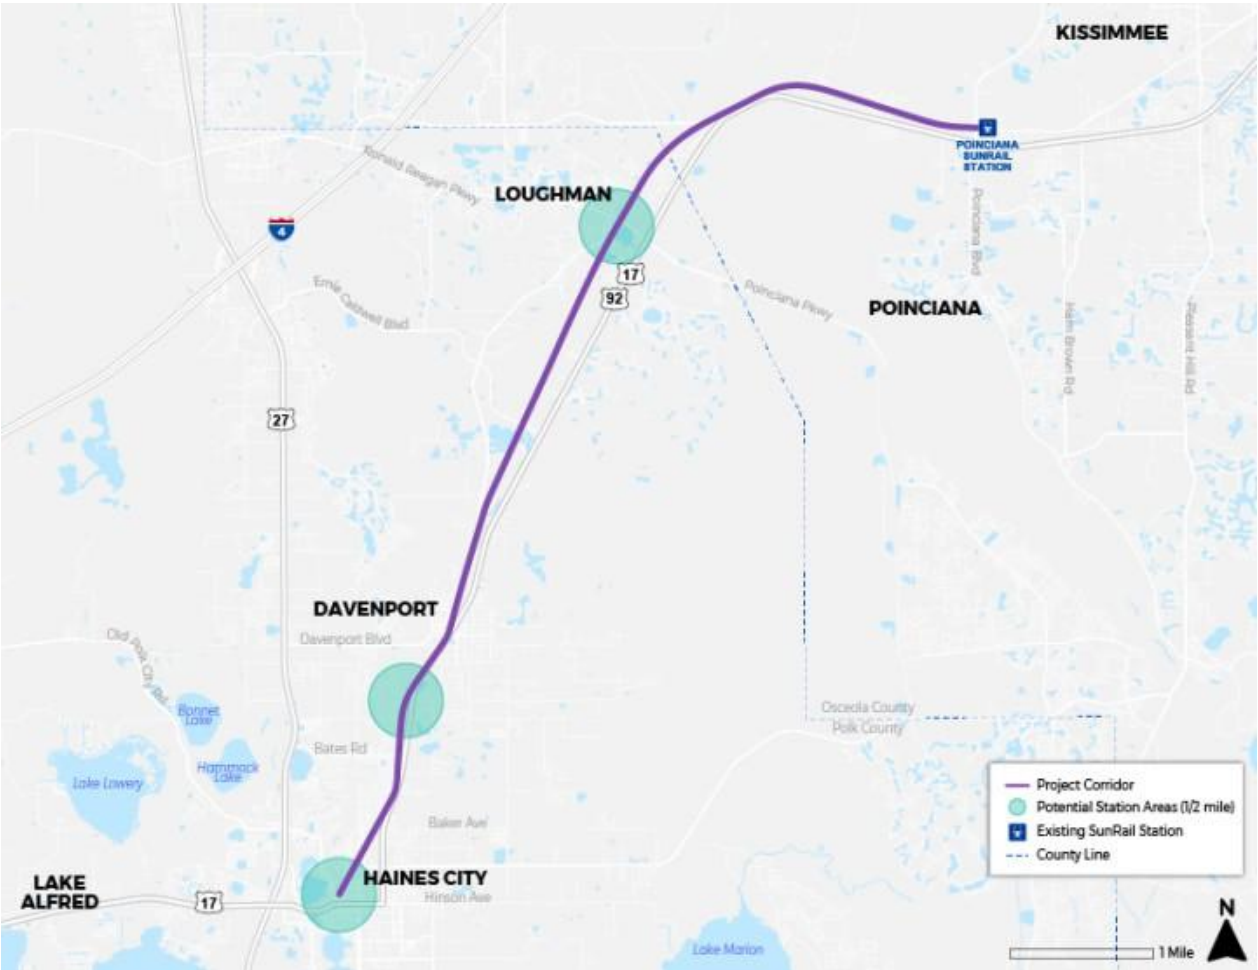 KISSIMMEE
POINCIANA
SUNRAIL
STATION
Ronald Reagan Pkwy
LOUGHMAN
4
Poinciana Blvd
17
92
Ernie Caldwell Blvd
Poinciana Pkwy
POINCIANA
Ham Brown Rd
Pleasant Hill Rd
27
DAVENPORT
Davenport Blvd
Old Polk City Rd
Bonnet
Lake
Osceola County
Polk County
Bates Rd
Hammock
Lake
Lake Lowery
Project Corridor
Potential Station Areas (1/2 mile)
Existing SunRail Station
County Line
Baker Ave
HAINES CITY
LAKE
ALFRED
17
Hinson Ave
N
Lake Marion
1 Mile